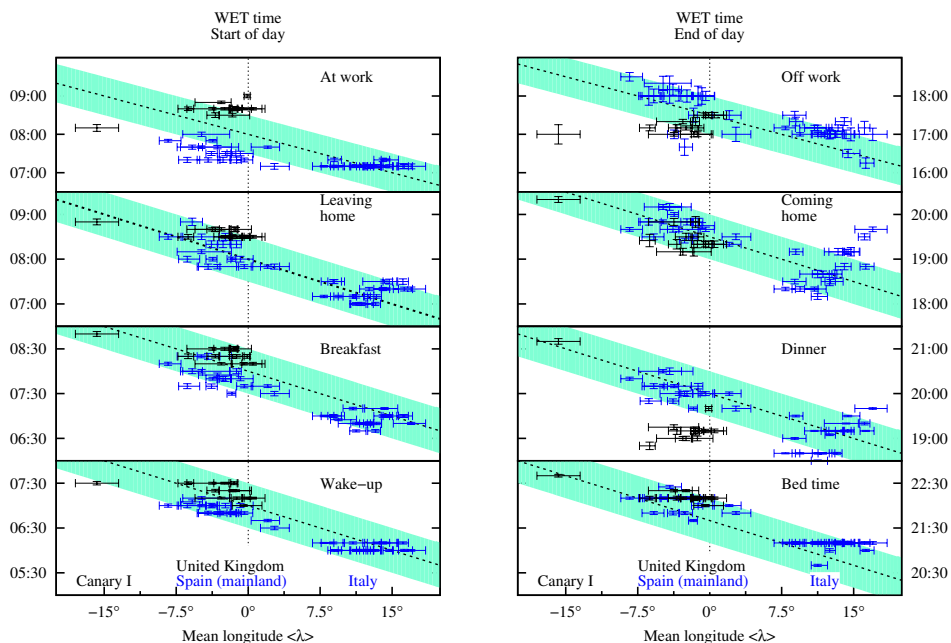 WET time
Start of day
At work
09:00
08:00
07:00
Leaving
home
09:00
08:00
07:00
Breakfast
08:30
07:30
06:30
Wake−up
07:30
06:30
05:30
Canary I
United Kingdom
Spain (mainland)
Italy
−15° −7.5° 0° 7.5° 15°
Mean longitude <λ>
WET time
End of day
Off work
18:00
17:00
16:00
Coming
home
20:00
19:00
18:00
Dinner
21:00
20:00
19:00
Bed time
22:30
21:30
20:30
Canary I
United Kingdom
Spain (mainland)
Italy
−15° −7.5° 0° 7.5° 15°
Mean longitude <λ>